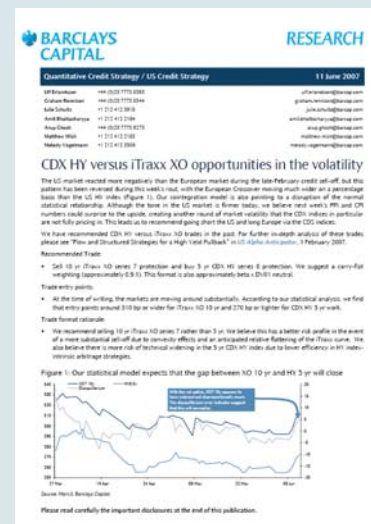 BARCLAYS
CAPITAL
RESEARCH
Quantitative Credit Strategy / US Credit Strategy
11 June 2007
Ulf Erlandsson
Graham Rennison
Julie Schultz
Amit Bhattacharyya
Anup Ghosh
Matthew Mish
CDX HY versus iTraxx XO opportunities in the volatility
The US market reacted more negatively than the European market during the late-February credit sell-off, but this
pattern has been reversed during this week's rout, with the European Crossover moving much wider on a percentage
basis than the US HY index (Figure 1). Our cointegration model is also pointing to a disruption of the normal
statistical relationship. Although the tone in the US market is firmer today, we believe next week's PPI and CPI
numbers could surprise to the upside, creating another round of market volatility that the CDX indices in particular
are not fully pricing in. This leads us to recommend going short the US and long Europe via the CDS indices.
We have recommended CDX HY versus iTraxx XO trades in the past. For further in-depth analysis of these trades
please see "Flow and Structured Strategies for a High Yield Pullback" in US Alpha Anticipator, February 2007.
Recommended Trade:
• Sell 10 yr iTraxx XO series 7 protection and buy 5 yr CDX HY series 8 protection. We suggest a carry-flat
weighting (approximately 0.9:1). This format is also approximately beta x DV01 neutral.
Trade entry points:
• At the time of writing, the markets are moving around substantially. According to our statistical analysis, we find
that entry points around 310 bp or wider for iTraxx XO 10 yr and 270 bp or tighter for CDX HY 5 yr work.
Trade format rationale:
• We recommend selling 10 yr iTraxx XO series 7 rather than 5 yr. We believe this has a better risk profile in the event
of a more substantial sell-off due to convexity effects and an anticipated relative flattening of the iTraxx curve. We
also believe there is more risk of technical widening in the 5 yr CDX HY index due to lower efficiency in HY index-
intrinsic arbitrage strategies.
Figure 1: Our statistical model expects that the gap between XO 10 yr and HY 5 yr will close
Source: Markit, Barclays Capital
Please read carefully the important disclosures at the end of this publication.